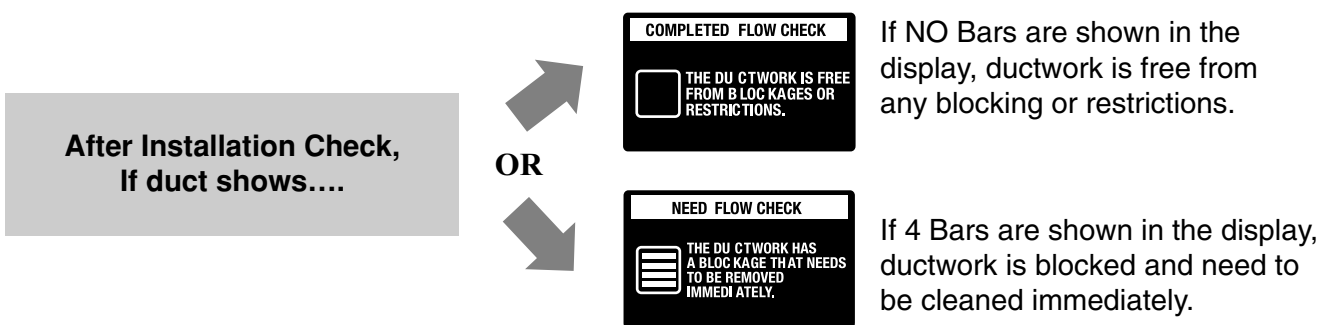 After Installation Check,
If duct shows….
OR
COMPLETED FLOW CHECK
THE DU CTWORK IS FREE
FROM B LOC KAGES OR
RESTRIC TIONS.
If NO Bars are shown in the
display, ductwork is free from
any blocking or restrictions.
NEED FLOW CHECK
THE DU CTWORK HAS
A BLOC KAGE THAT NEEDS
TO BE REMOVED
IMMEDI ATELY.
If 4 Bars are shown in the display,
ductwork is blocked and need to
be cleaned immediately.